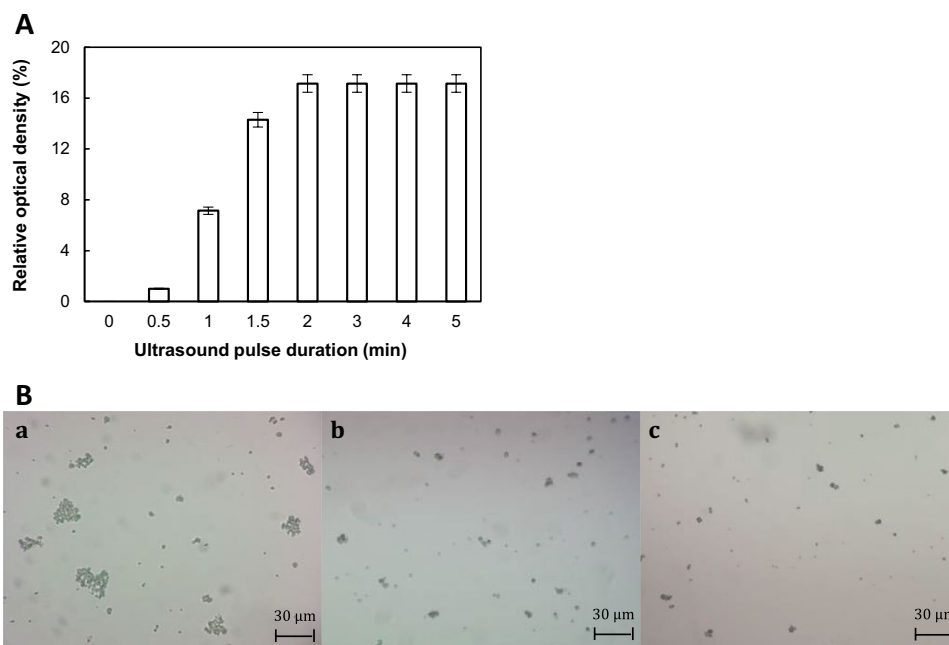 A
Relative optical density (%)
20
16
12
8
4
0
0 0.5 1 1.5 2 3 4 5
Ultrasound pulse duration (min)
B
a b c
30 µm 30 µm 30 µm